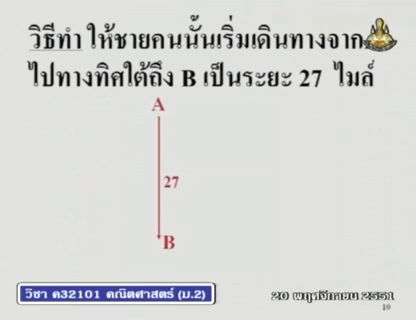 วิธีทำ ให้ชายคนนั้นเริ่มเดินทางจาก
ไปทางทิศใต้ถึง B เป็นระยะ 27 ไมล์
A
27
B
วิชา ค32101 คณิตศาสตร์ (ม.2)
20 พฤศจิกายน 2551
10